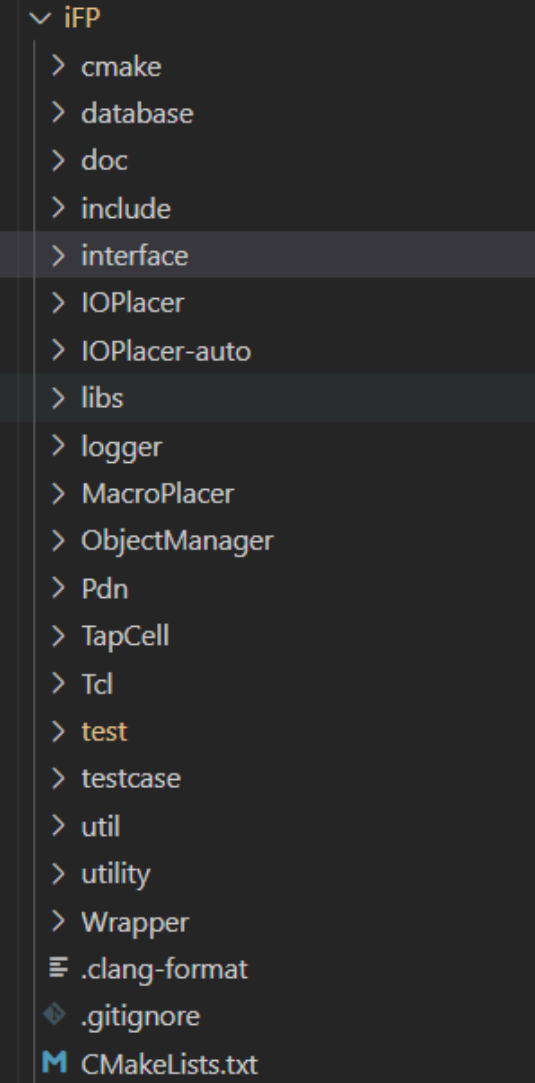 iFP
cmake
database
doc
include
interface
IOPlacer
IOPlacer-auto
libs
logger
MacroPlacer
ObjectManager
Pdn
TapCell
Tcl
test
testcase
util
utility
Wrapper
.clang-format
.gitignore
CMakeLists.txt